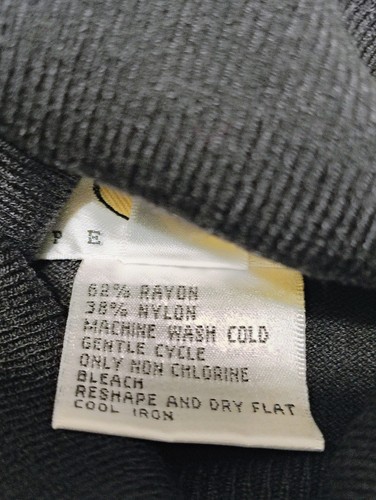 P E
62% RAYON
38% NYLON
MACHINE WASH COLD
GENTLE CYCLE
ONLY NON CHLORINE
BLEACH
RESHAPE AND DRY FLAT
COOL IRON